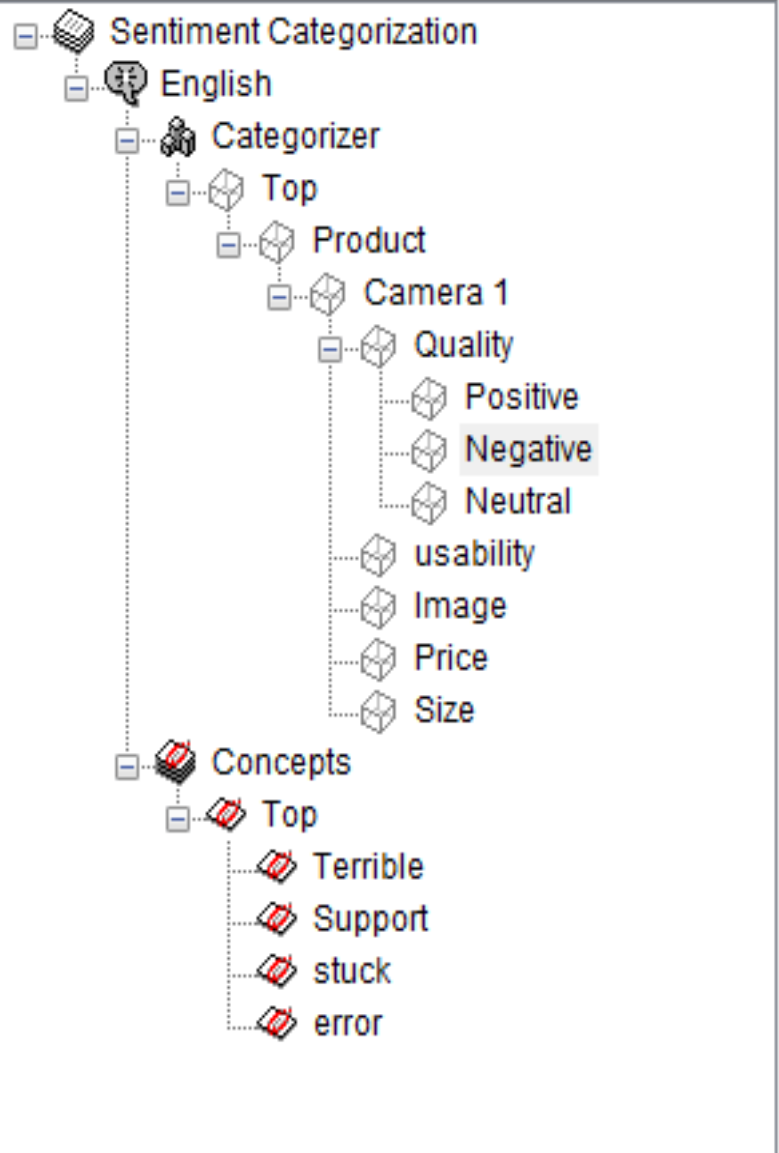 Sentiment Categorization
English
Categorizer
Top
Product
Camera 1
Quality
Positive
Negative
Neutral
usability
Image
Price
Size
Concepts
Top
Terrible
Support
stuck
error